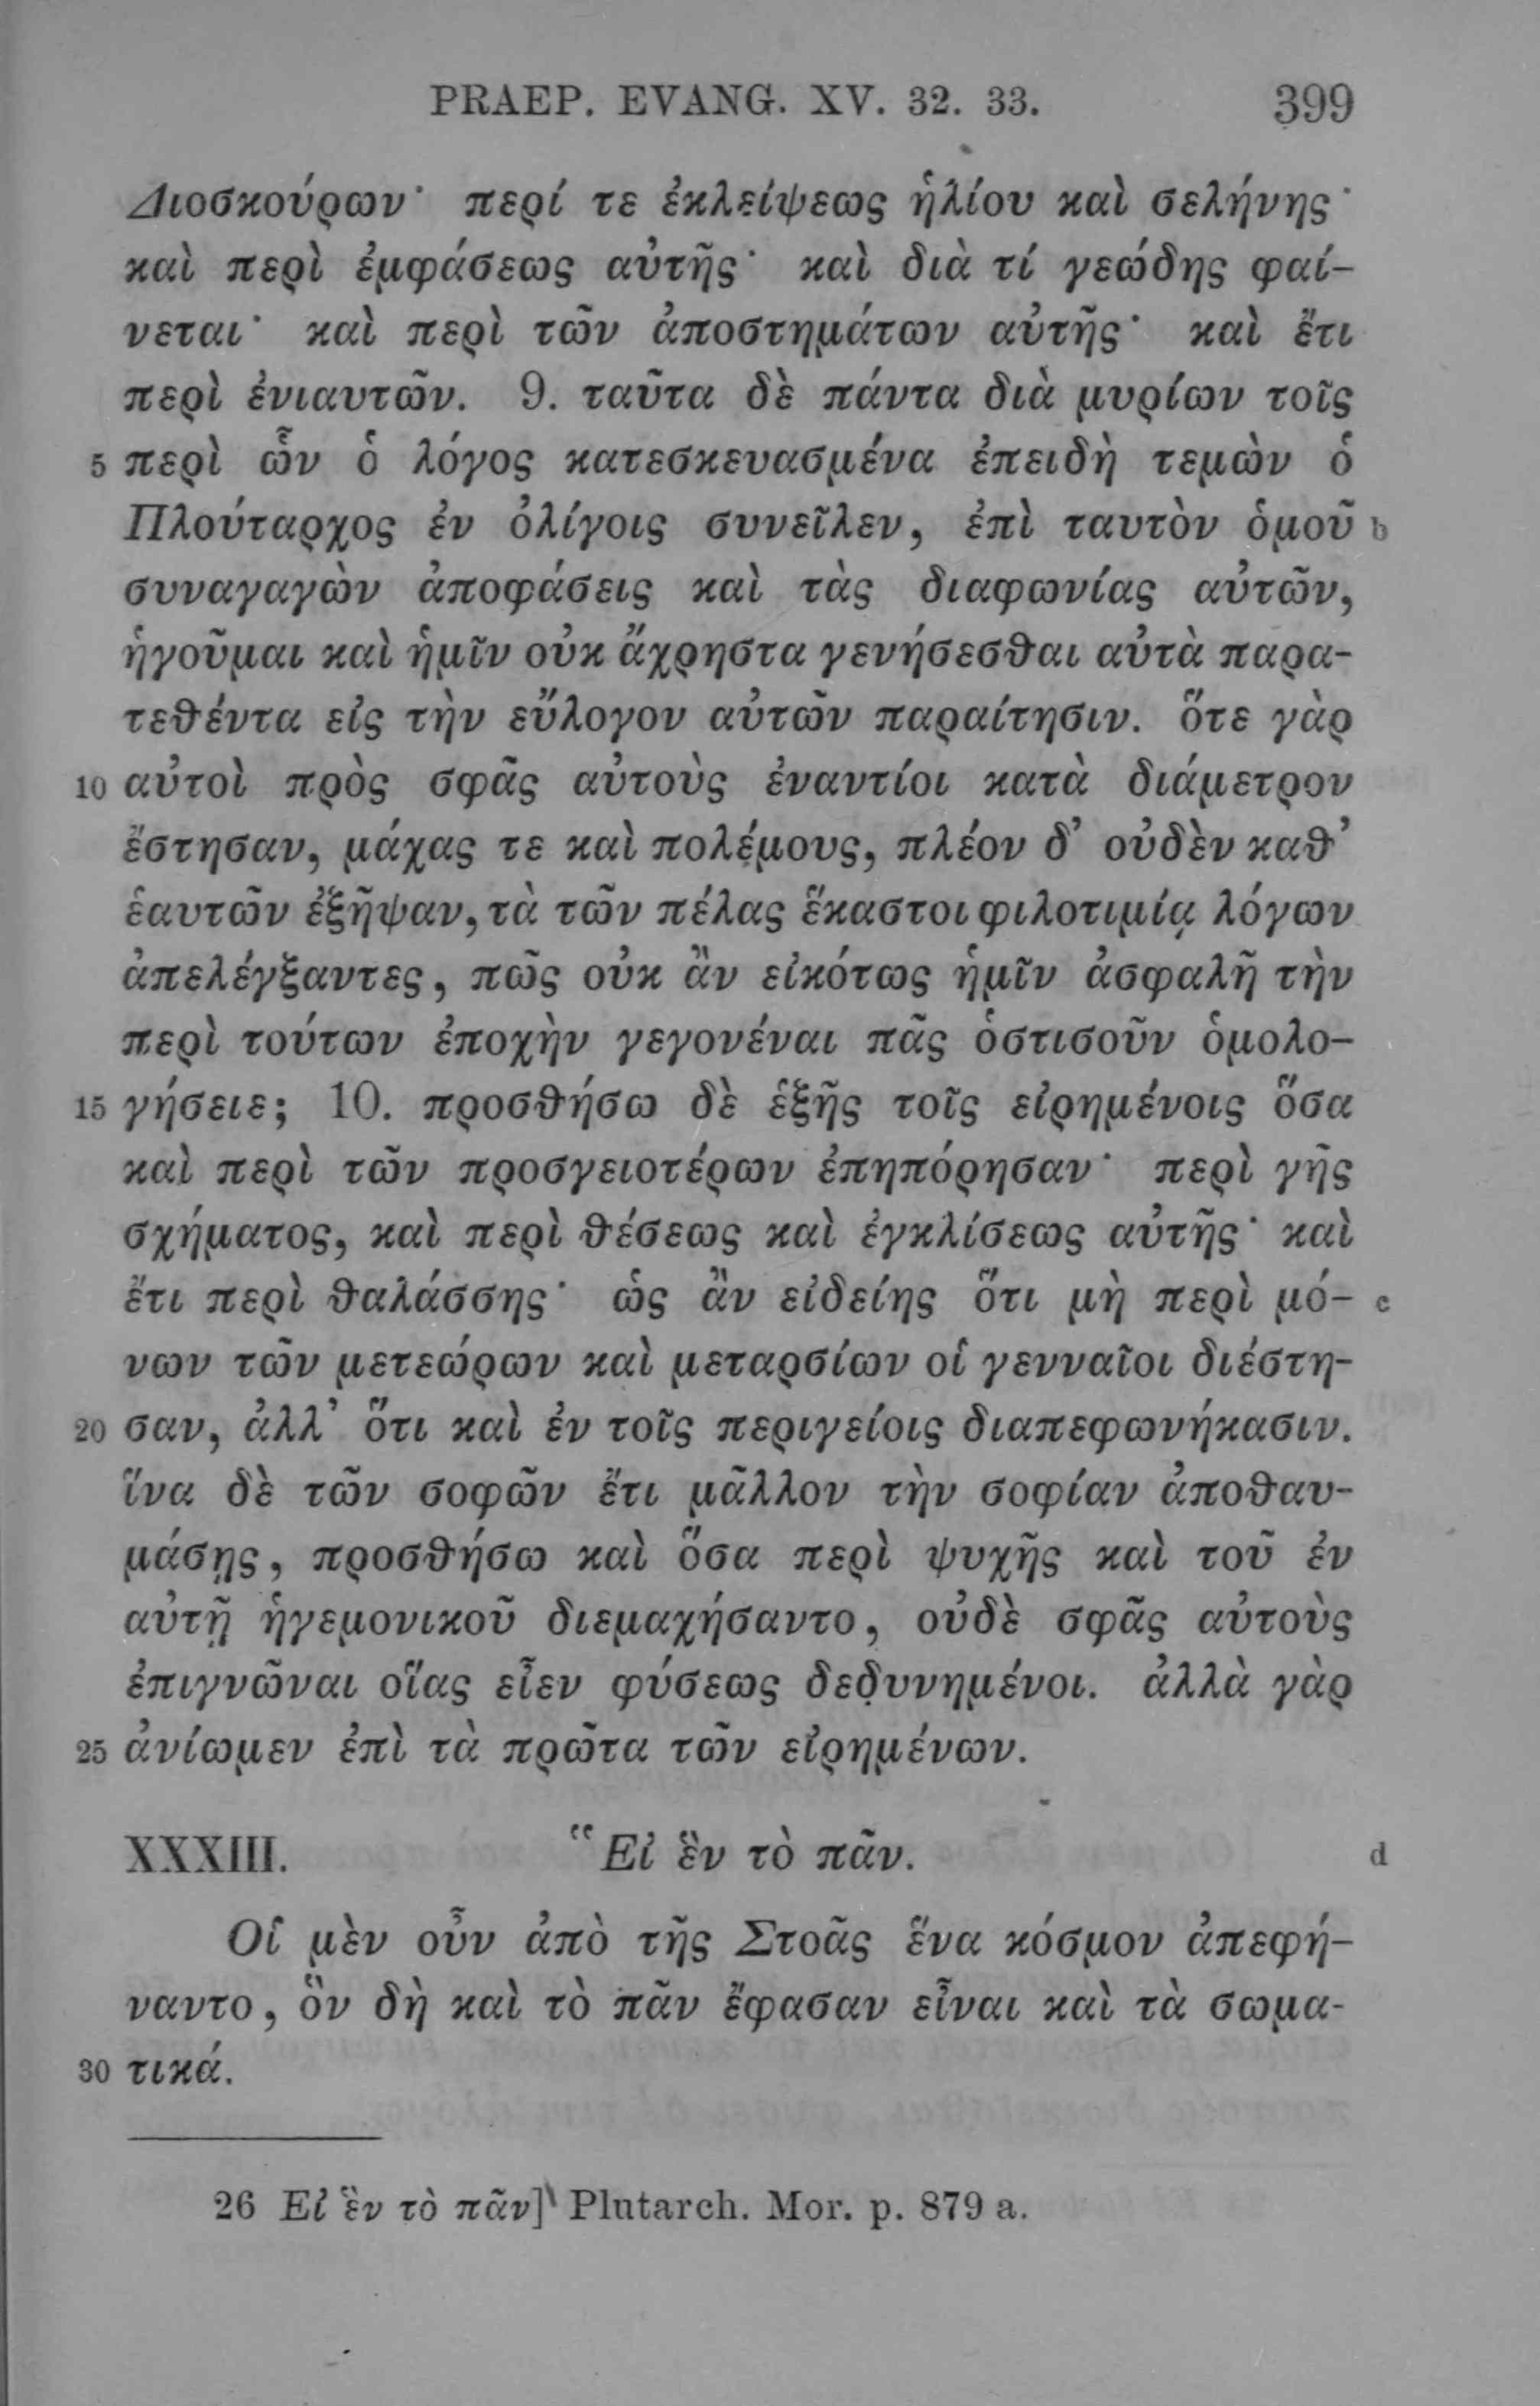 PRAEP. EVANG. XV. 32. 33. 399
Διοσκούρων· περί τε ἐκλείψεως ἡλίου καὶ σελήνης·
καὶ περὶ ἐμφάσεως αὐτῆς· καὶ διὰ τί γεώδης φαί-
νεται· καὶ περὶ τῶν ἀποστημάτων αὐτῆς· καὶ ἔτι
περὶ ἐνιαυτῶν. 9. ταῦτα δὲ πάντα διὰ μυρίων τοῖς
5 περὶ ὧν ὁ λόγος κατεσκευασμένα ἐπειδὴ τεμὼν ὁ
Πλούταρχος ἐν ὀλίγοις συνεῖλεν, ἐπὶ ταυτὸν ὁμοῦ b
συναγαγὼν ἀποφάσεις καὶ τὰς διαφωνίας αὐτῶν,
ἡγοῦμαι καὶ ἡμῖν οὐκ ἄχρηστα γενήσεσθαι αὐτὰ παρα-
τεθέντα εἰς τὴν εὔλογον αὐτῶν παραίτησιν. ὅτε γὰρ
10 αὐτοὶ πρὸς σφᾶς αὐτοὺς ἐναντίοι κατὰ διάμετρον
ἔστησαν, μάχας τε καὶ πολέμους, πλέον δ’ οὐδὲν καθ’
ἑαυτῶν ἐξῆψαν, τὰ τῶν πέλας ἕκαστοι φιλοτιμίᾳ λόγων
ἀπελέγξαντες, πῶς οὐκ ἂν εἰκότως ἡμῖν ἀσφαλῆ τὴν
περὶ τούτων ἐποχὴν γεγονέναι πᾶς ὁστισοῦν ὁμολο-
15 γήσειε; 10. προσθήσω δὲ ἑξῆς τοῖς εἰρημένοις ὅσα
καὶ περὶ τῶν προσγειοτέρων ἐπηπόρησαν· περὶ γῆς
σχήματος, καὶ περὶ θέσεως καὶ ἐγκλίσεως αὐτῆς· καὶ
ἔτι περὶ θαλάσσης· ὡς ἂν εἰδείης ὅτι μὴ περὶ μό- c
νων τῶν μετεώρων καὶ μεταρσίων οἱ γενναῖοι διέστη-
20 σαν, ἀλλ’ ὅτι καὶ ἐν τοῖς περιγείοις διαπεφωνήκασιν.
ἵνα δὲ τῶν σοφῶν ἔτι μᾶλλον τὴν σοφίαν ἀποθαυ-
μάσῃς, προσθήσω καὶ ὅσα περὶ ψυχῆς καὶ τοῦ ἐν
αὐτῇ ἡγεμονικοῦ διεμαχήσαντο, οὐδὲ σφᾶς αὐτοὺς
ἐπιγνῶναι οἵας εἶεν φύσεως δεδυνημένοι. ἀλλὰ γὰρ
25 ἀνίωμεν ἐπὶ τὰ πρῶτα τῶν εἰρημένων.
XXXIII. “Εἰ ἓν τὸ πᾶν. d
Οἱ μὲν οὖν ἀπὸ τῆς Στοᾶς ἕνα κόσμον ἀπεφή-
ναντο, ὃν δὴ καὶ τὸ πᾶν ἔφασαν εἶναι καὶ τὰ σωμα-
30 τικά.
26 Εἰ ἓν τὸ πᾶν] Plutarch. Mor. p. 879 a.